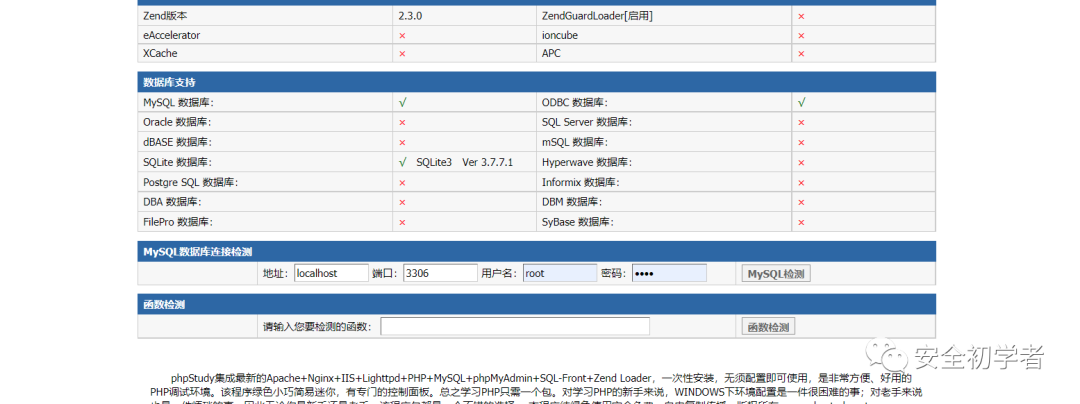 Zend版本 2.3.0 ZendGuardLoader[启用] ×
eAccelerator × ioncube ×
XCache × APC ×
数据库支持
MySQL 数据库： √ ODBC 数据库： √
Oracle 数据库： × SQL Server 数据库： ×
dBASE 数据库： × mSQL 数据库： ×
SQLite 数据库： √ SQLite3 Ver 3.7.7.1 Hyperwave 数据库： ×
Postgre SQL 数据库： × Informix 数据库： ×
DBA 数据库： × DBM 数据库： ×
FilePro 数据库： × SyBase 数据库： ×
MySQL数据库连接检测
地址： localhost 端口： 3306 用户名： root 密码： •••• MySQL检测
函数检测
请输入您要检测的函数： 函数检测
安全初学者
phpStudy集成最新的Apache+Nginx+IIS+Lighttpd+PHP+MySQL+phpMyAdmin+SQL-Front+Zend Loader，一次性安装，无须配置即可使用，是非常方便、好用的
PHP调试环境。该程序绿色小巧简易迷你，有专门的控制面板。总之学习PHP只需一个包。对学习PHP的新手来说，WINDOWS下环境配置是一件很困难的事；对老手来说